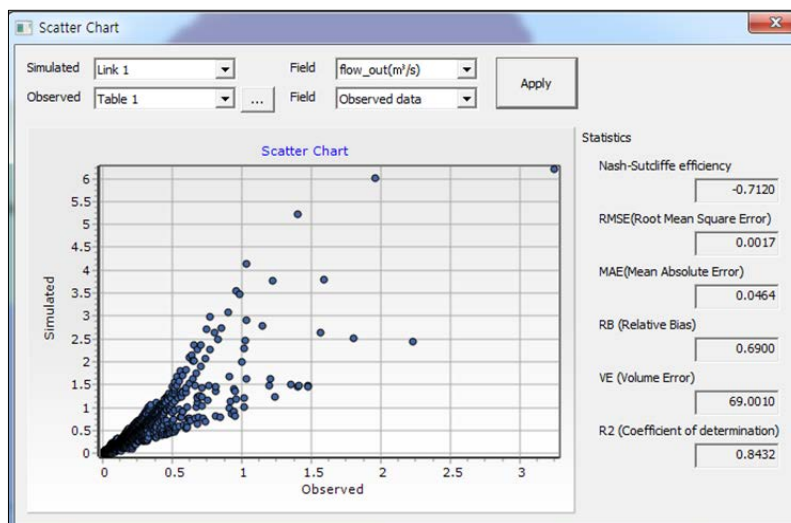 Scatter Chart
Simulated Link 1 Field flow_out(m³/s) Apply
Observed Table 1 ... Field Observed data
Statistics
Scatter Chart
Nash-Sutcliffe efficiency
-0.7120
RMSE(Root Mean Square Error)
0.0017
MAE(Mean Absolute Error)
0.0464
RB (Relative Bias)
0.6900
VE (Volume Error)
69.0010
R2 (Coefficient of determination)
0.8432
Simulated
6
5.5
5
4.5
4
3.5
3
2.5
2
1.5
1
0.5
0
0 0.5 1 1.5 2 2.5 3
Observed